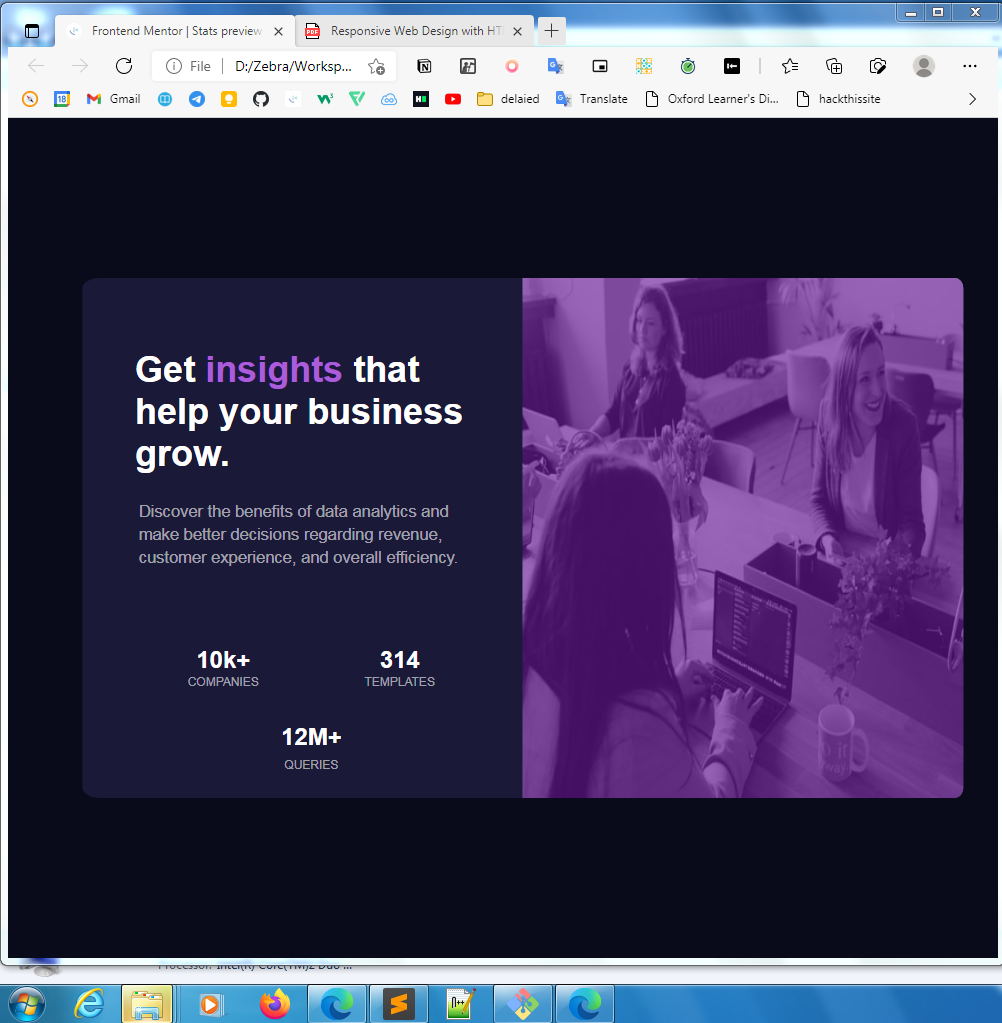 Frontend Mentor | Stats preview
Responsive Web Design with HT
File
D:/Zebra/Worksp...
18
Gmail
delaied
Translate
Oxford Learner's Di...
hackthissite
Get insights that
help your business
grow.
Discover the benefits of data analytics and
make better decisions regarding revenue,
customer experience, and overall efficiency.
10k+
COMPANIES
314
TEMPLATES
12M+
QUERIES
Processor: Intel(R) Core(TM)2 Duo ...